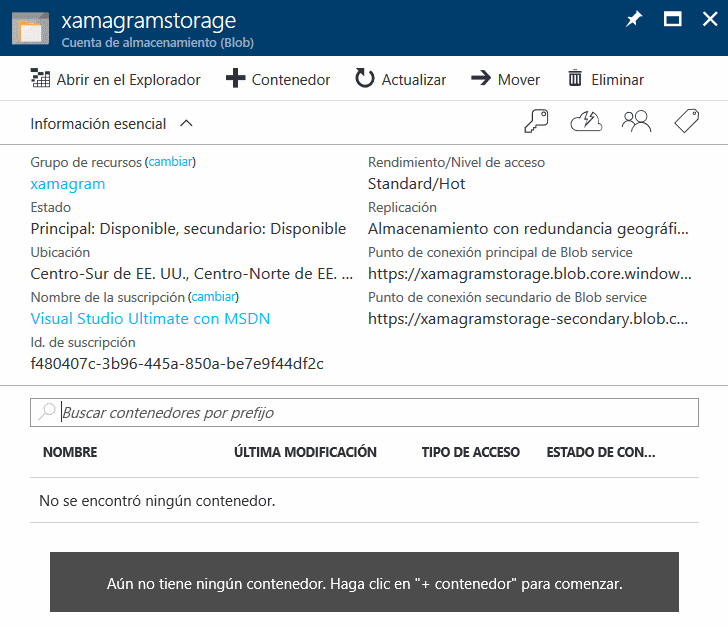 xamagramstorage
Cuenta de almacenamiento (Blob)
Abrir en el Explorador Contenedor Actualizar Mover Eliminar
Información esencial
Grupo de recursos (cambiar) Rendimiento/Nivel de acceso
xamagram Standard/Hot
Estado Replicación
Principal: Disponible, secundario: Disponible Almacenamiento con redundancia geográfi...
Ubicación Punto de conexión principal de Blob service
Centro-Sur de EE. UU., Centro-Norte de EE. ... https://xamagramstorage.blob.core.window...
Nombre de la suscripción (cambiar) Punto de conexión secundario de Blob service
Visual Studio Ultimate con MSDN https://xamagramstorage-secondary.blob.c...
Id. de suscripción
f480407c-3b96-445a-850a-be7e9f44df2c
Buscar contenedores por prefijo
NOMBRE ÚLTIMA MODIFICACIÓN TIPO DE ACCESO ESTADO DE CON...
No se encontró ningún contenedor.
Aún no tiene ningún contenedor. Haga clic en "+ contenedor" para comenzar.